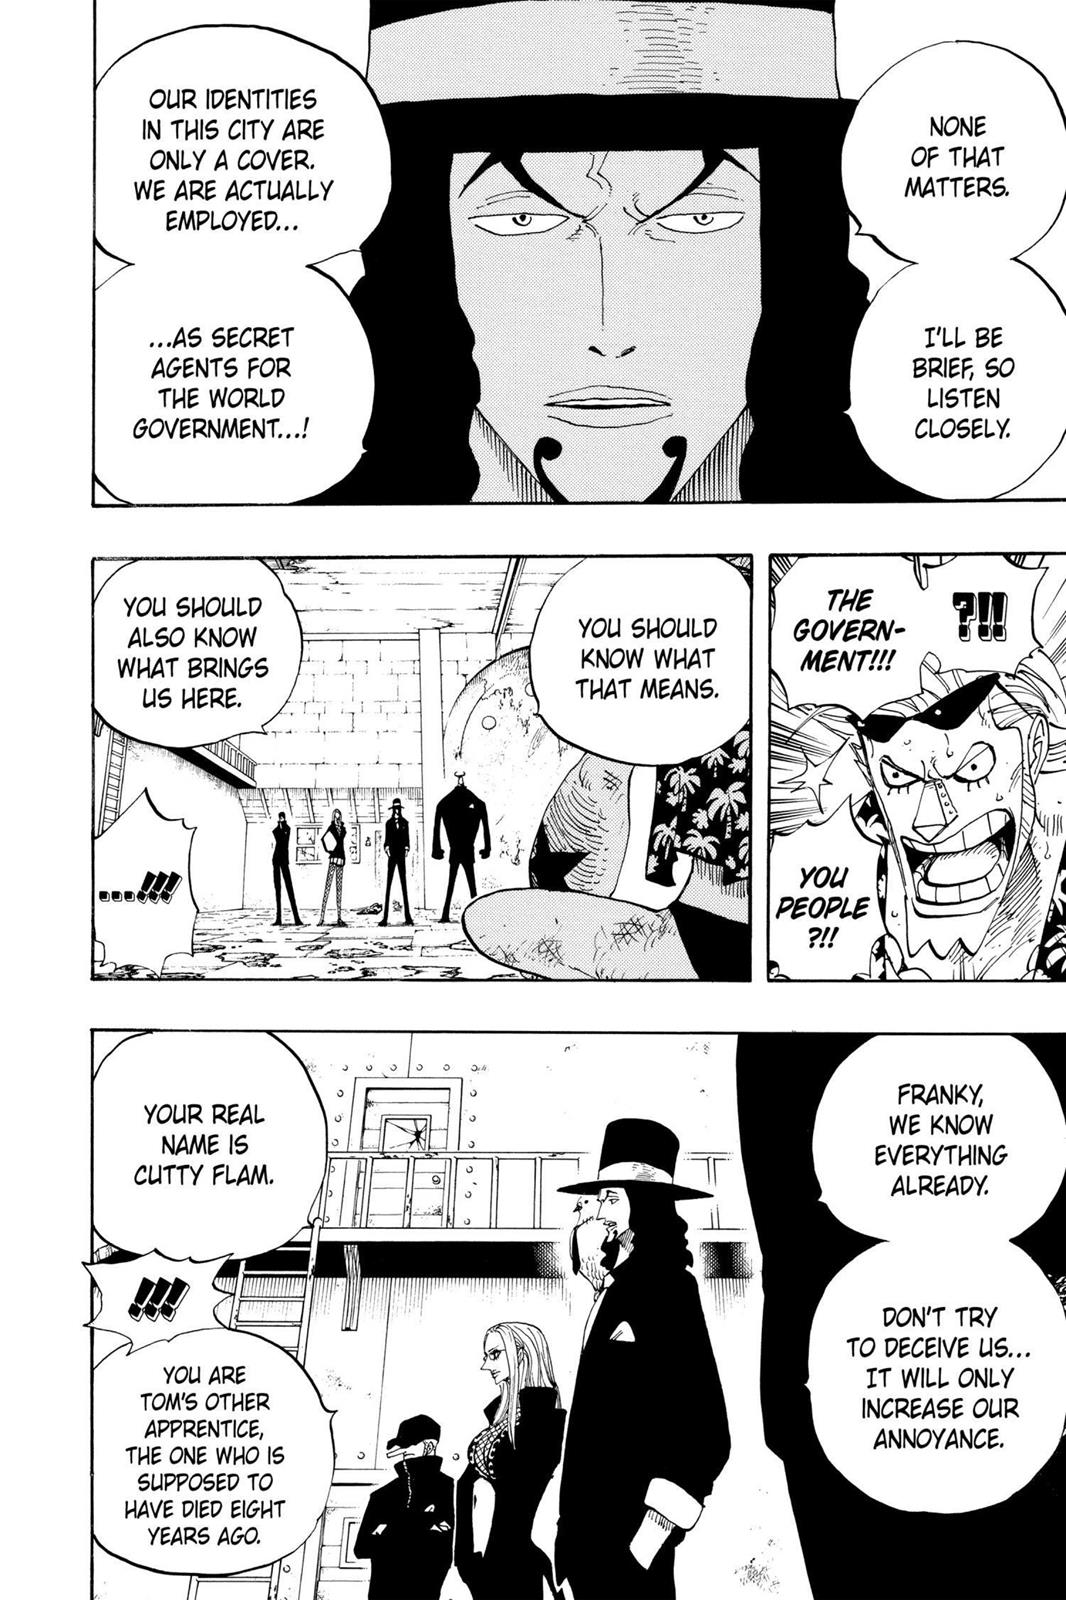 NONE
OF THAT
MATTERS.
I'LL BE
BRIEF, SO
LISTEN
CLOSELY.
OUR IDENTITIES
IN THIS CITY ARE
ONLY A COVER.
WE ARE ACTUALLY
EMPLOYED...
...AS SECRET
AGENTS FOR
THE WORLD
GOVERNMENT...!
?!!
THE
GOVERN-
MENT!!!
YOU
PEOPLE
?!!
YOU SHOULD
KNOW WHAT
THAT MEANS.
YOU SHOULD
ALSO KNOW
WHAT BRINGS
US HERE.
....!!!
FRANKY,
WE KNOW
EVERYTHING
ALREADY.
DON'T TRY
TO DECEIVE US...
IT WILL ONLY
INCREASE OUR
ANNOYANCE.
YOUR REAL
NAME IS
CUTTY FLAM.
!!!
YOU ARE
TOM'S OTHER
APPRENTICE,
THE ONE WHO IS
SUPPOSED TO
HAVE DIED EIGHT
YEARS AGO.